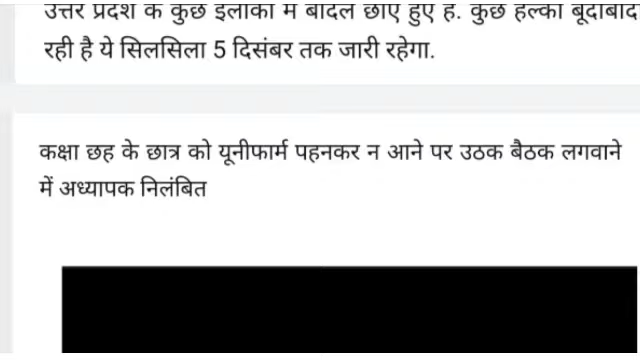 उत्तर प्रदेश के कुछ इलाकों में बादल छाए हुए हैं. कुछ हल्की बूंदाबांदी
रही है ये सिलसिला 5 दिसंबर तक जारी रहेगा.
कक्षा छह के छात्र को यूनीफार्म पहनकर न आने पर उठक बैठक लगवाने
में अध्यापक निलंबित